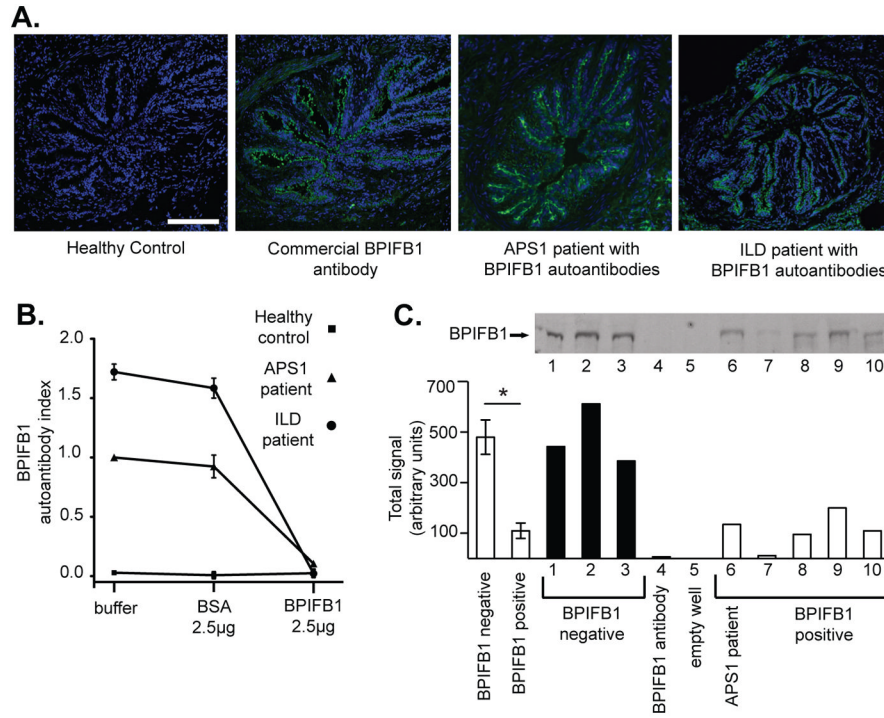 A.
Healthy Control
Commercial BPIFB1
antibody
APS1 patient with
BPIFB1 autoantibodies
ILD patient with
BPIFB1 autoantibodies
B.
Healthy
control
APS1
patient
ILD
patient
BPIFB1
autoantibody index
2.0
1.5
1.0
0.5
0.0
buffer
BSA
2.5µg
BPIFB1
2.5µg
C.
BPIFB1
1 2 3 4 5 6 7 8 9 10
Total signal
(arbitrary units)
700
500
300
100
*
1 2 3 4 5 6 7 8 9 10
BPIFB1 negative
BPIFB1 positive
BPIFB1
negative
BPIFB1 antibody
empty well
APS1 patient
BPIFB1
positive